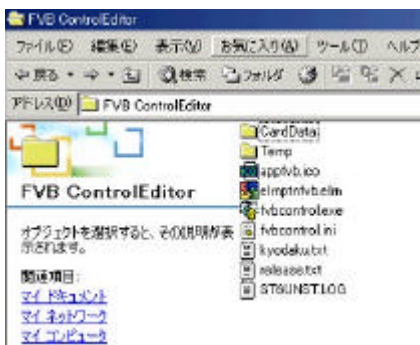 FVB ControlEditor
ファイル(F) 編集(E) 表示(V) お気に入り(A) ツール(T) ヘルプ
戻る 検索 フォルダ
アドレス(D) FVB ControlEditor
CardData
Temp
appfvb.ico
FVB ControlEditor
fvbcontrol.exe
オブジェクトを選択すると、その説明が表
示されます。
fvbcontrol.ini
kyodaku.txt
release.txt
ST6UNST.LOG
関連項目:
マイ ドキュメント
マイ ネットワーク
マイ コンピュータ